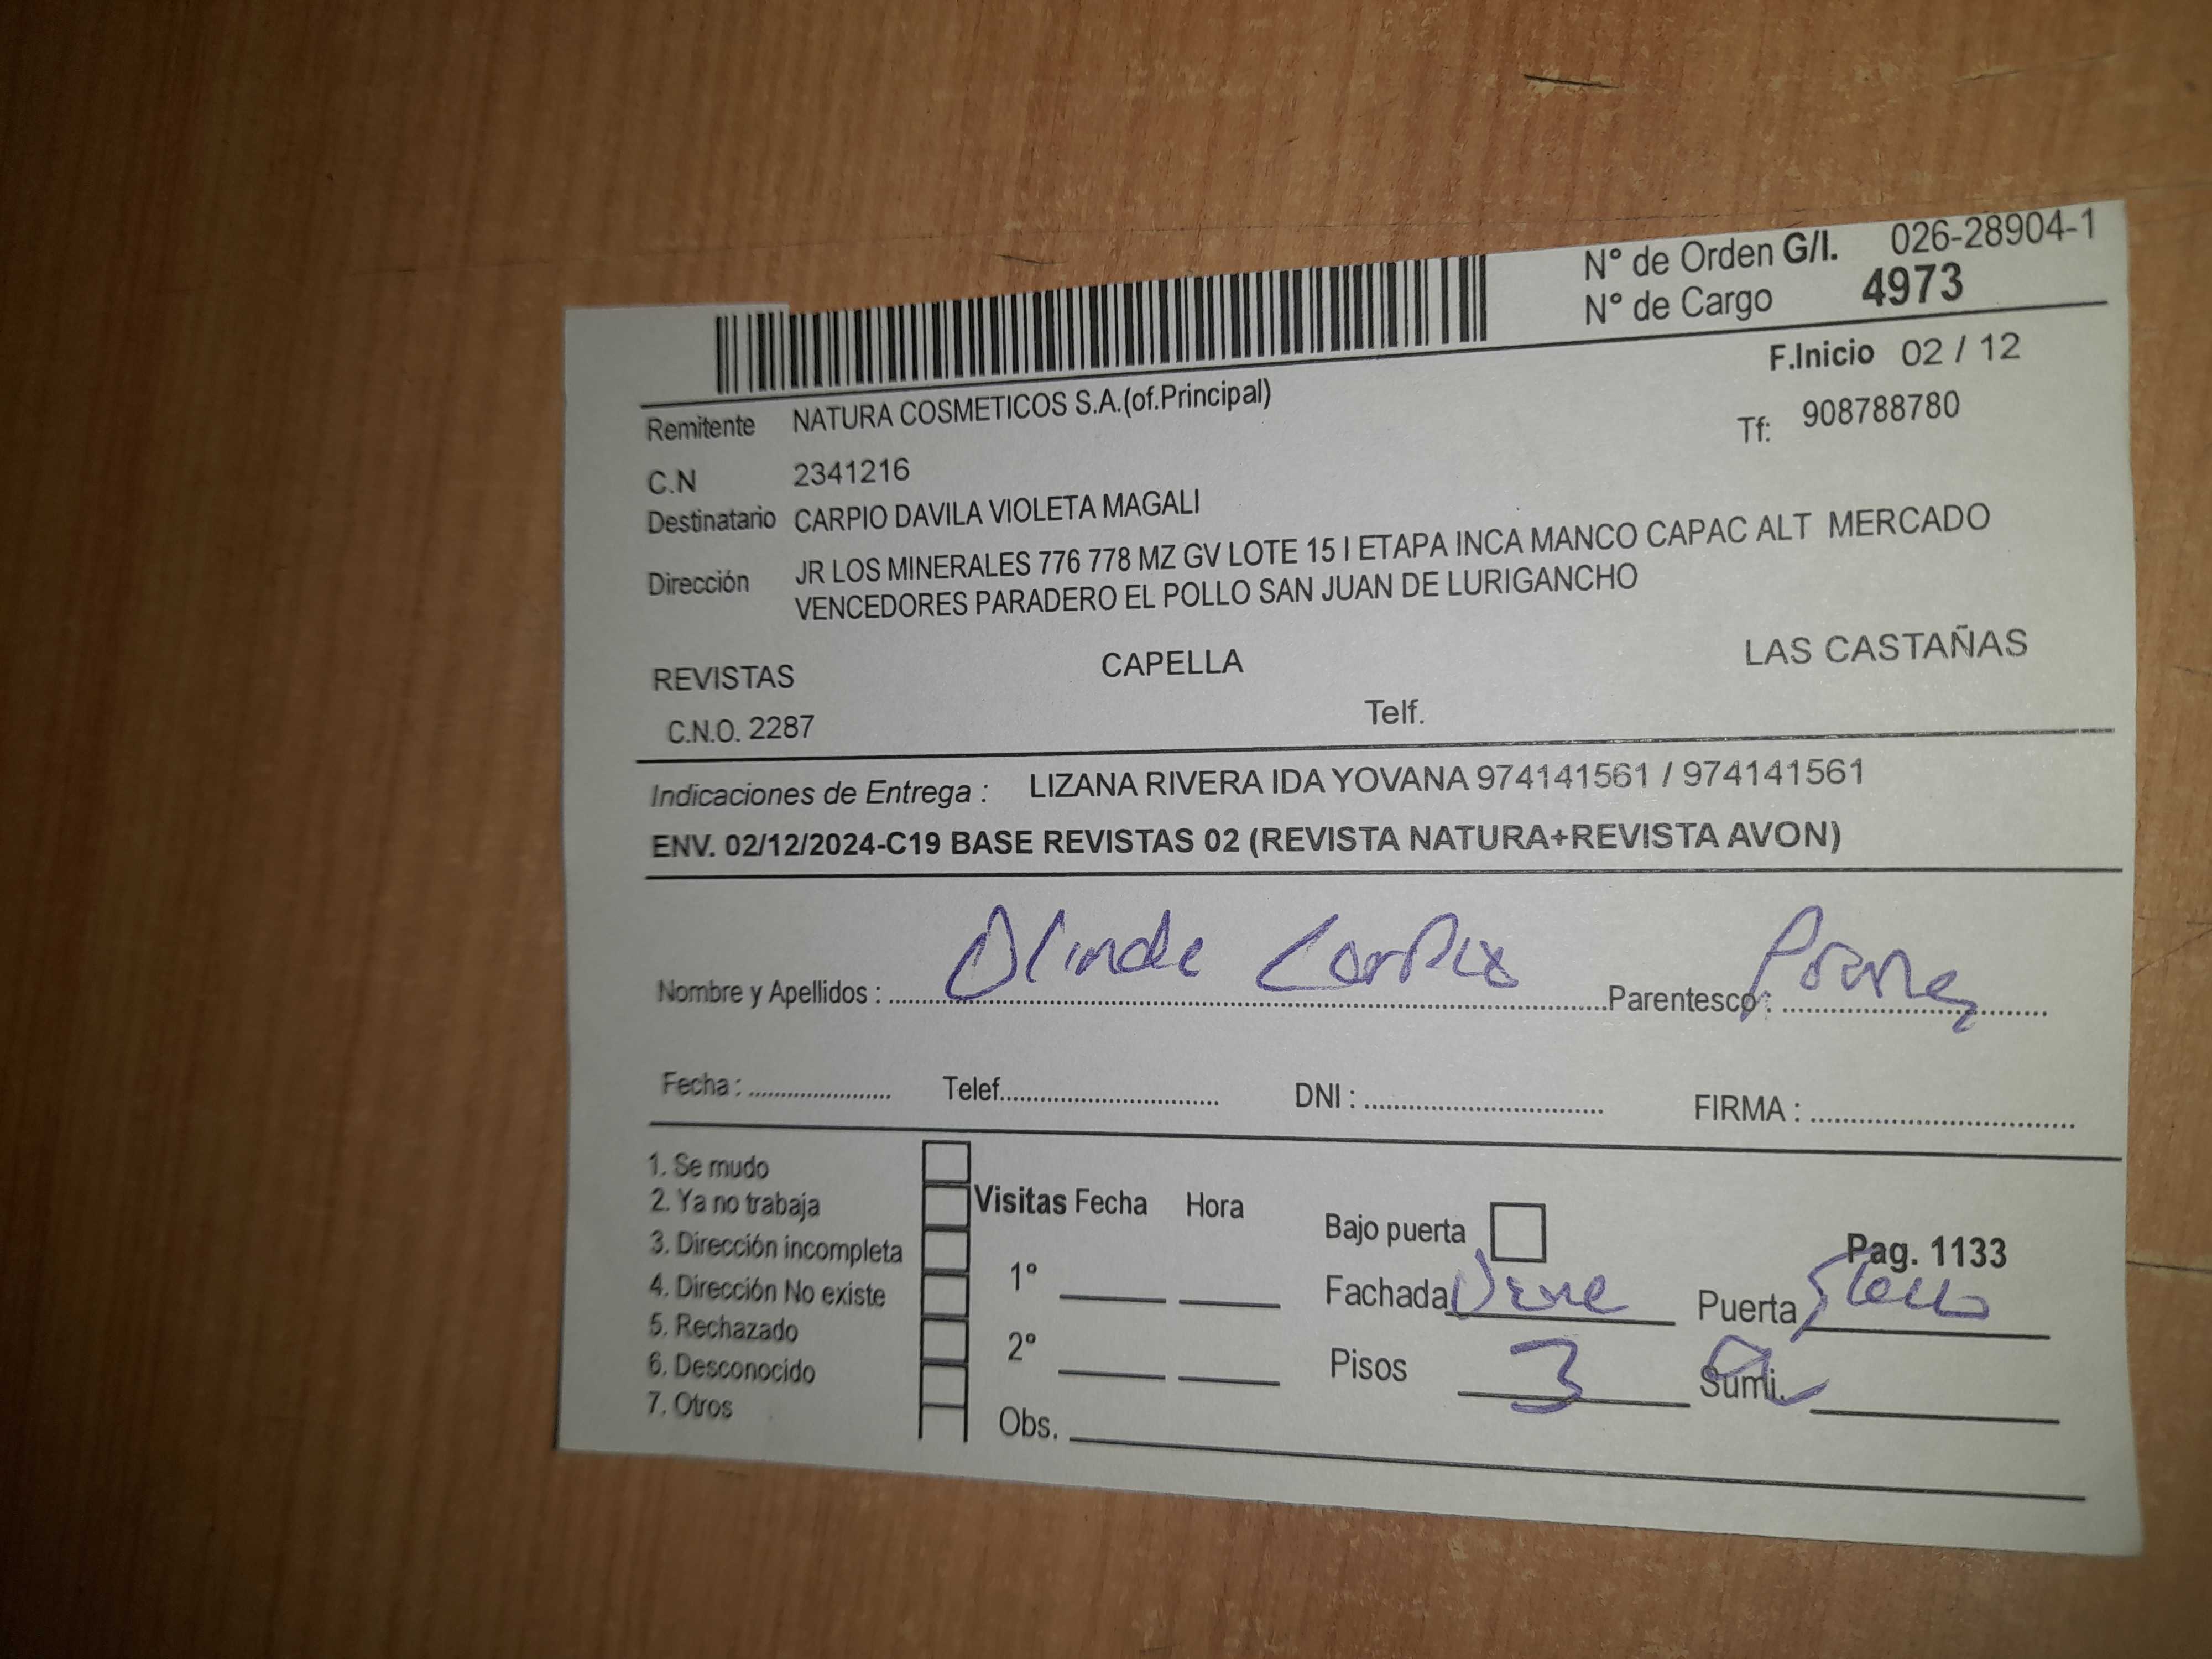 N° de Orden G/I. 026-28904-1
N° de Cargo 4973
F.Inicio 02 / 12
Remitente NATURA COSMETICOS S.A.(of.Principal)
Tf: 908788780
C.N 2341216
Destinatario CARPIO DAVILA VIOLETA MAGALI
Dirección JR LOS MINERALES 776 778 MZ GV LOTE 15 I ETAPA INCA MANCO CAPAC ALT MERCADO
VENCEDORES PARADERO EL POLLO SAN JUAN DE LURIGANCHO
REVISTAS CAPELLA LAS CASTAÑAS
C.N.O. 2287 Telf.
Indicaciones de Entrega : LIZANA RIVERA IDA YOVANA 974141561 / 974141561
ENV. 02/12/2024-C19 BASE REVISTAS 02 (REVISTA NATURA+REVISTA AVON)
Nombre y Apellidos : Parentesco :
Fecha : Telef. DNI : FIRMA :
1. Se mudo
2. Ya no trabaja
3. Dirección incompleta
4. Dirección No existe
5. Rechazado
6. Desconocido
7. Otros
Visitas Fecha Hora
1°
2°
Obs.
Bajo puerta
Pag. 1133
Fachada Puerta
Pisos 3 Sumi.